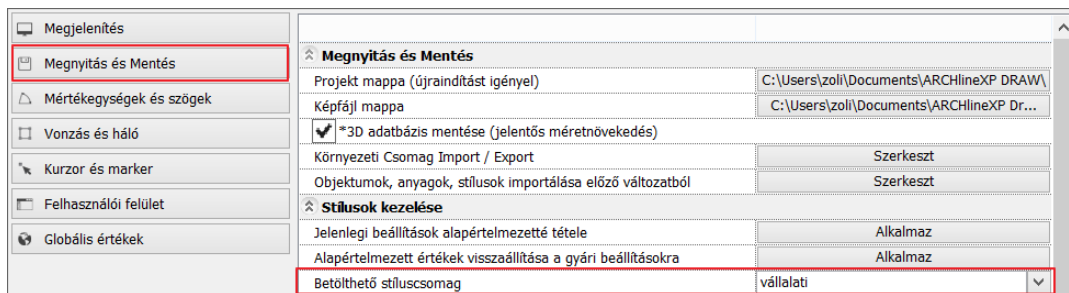 Megjelenítés
Megnyitás és Mentés
Mértékegységek és szögek
Vonzás és háló
Kurzor és marker
Felhasználói felület
Globális értékek
Megnyitás és Mentés
Projekt mappa (újraindítást igényel) C:\Users\zoli\Documents\ARCHlineXP DRAW\
Képfájl mappa C:\Users\zoli\Documents\ARCHlineXP Dr...
*3D adatbázis mentése (jelentős méretnövekedés)
Környezeti Csomag Import / Export Szerkeszt
Objektumok, anyagok, stílusok importálása előző változatból Szerkeszt
Stílusok kezelése
Jelenlegi beállítások alapértelmezetté tétele Alkalmaz
Alapértelmezett értékek visszaállítása a gyári beállításokra Alkalmaz
Betölthető stíluscsomag vállalati